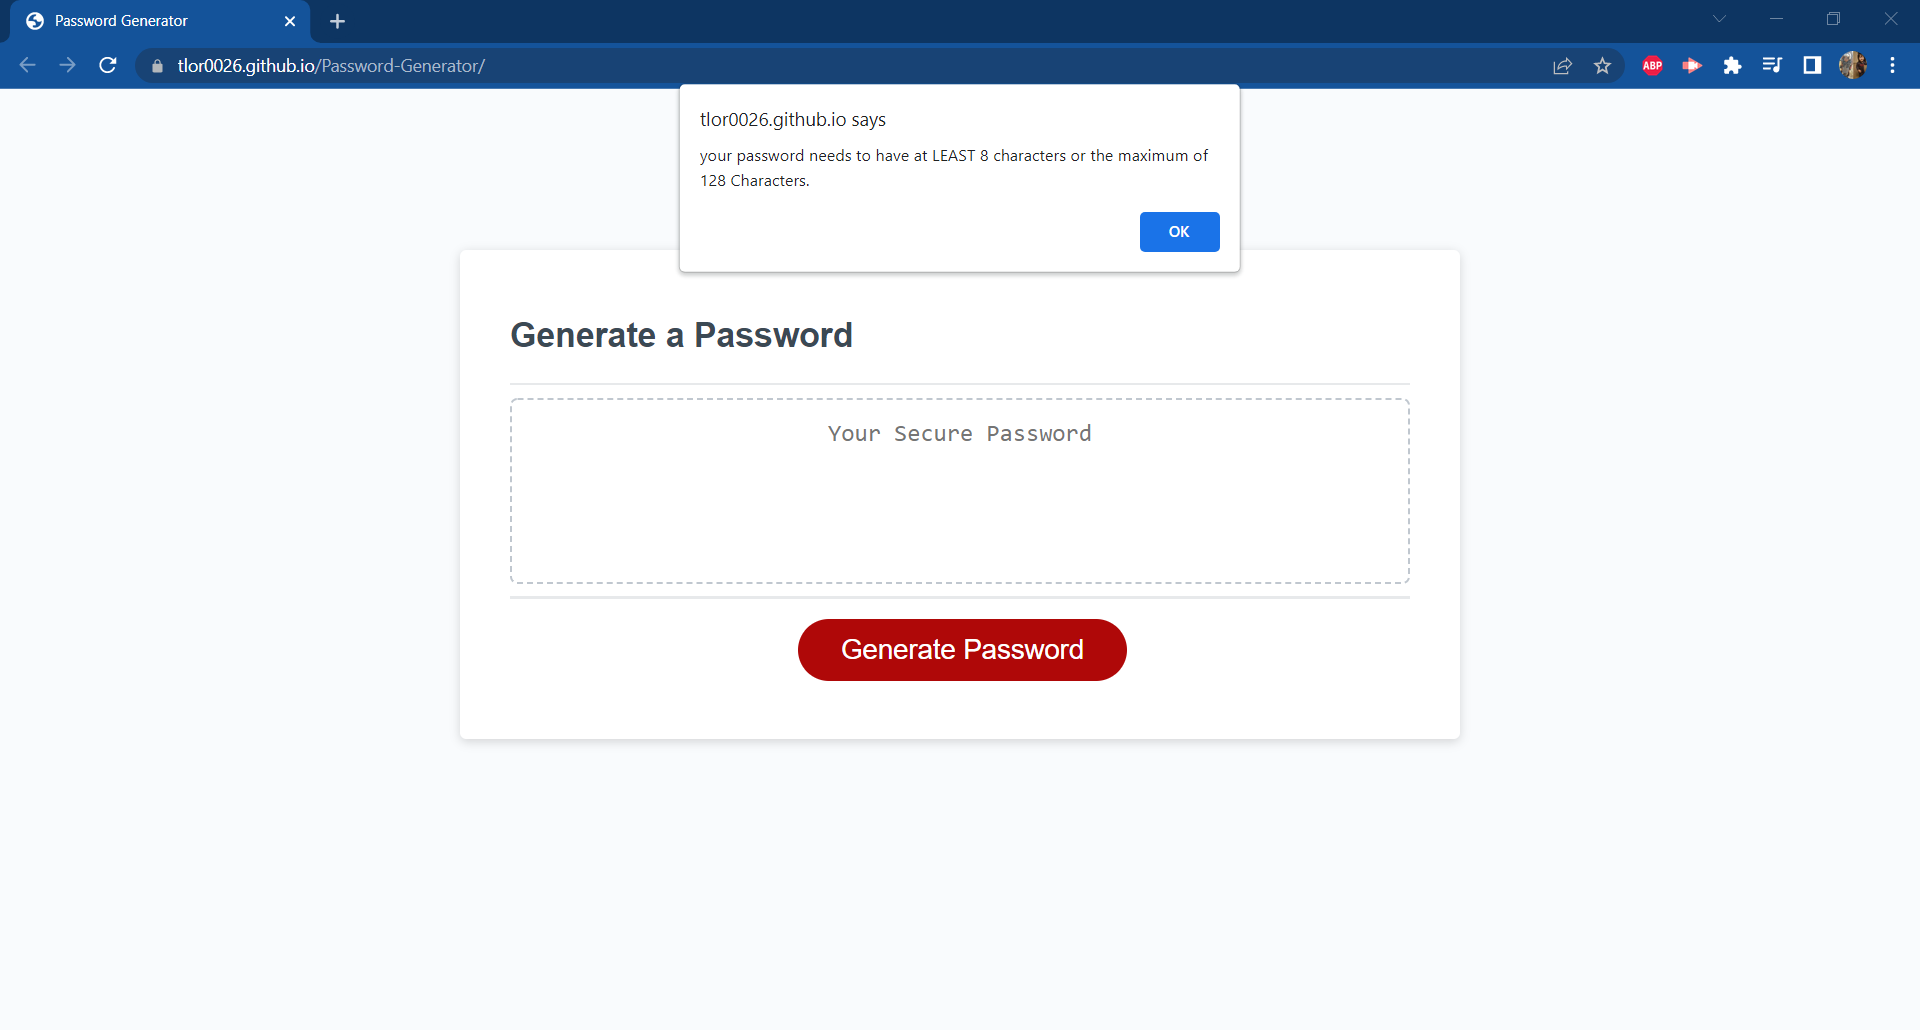 Password Generator
tlor0026.github.io/Password-Generator/
ABP
tlor0026.github.io says
your password needs to have at LEAST 8 characters or the maximum of
128 Characters.
OK
Generate a Password
Your Secure Password
Generate Password